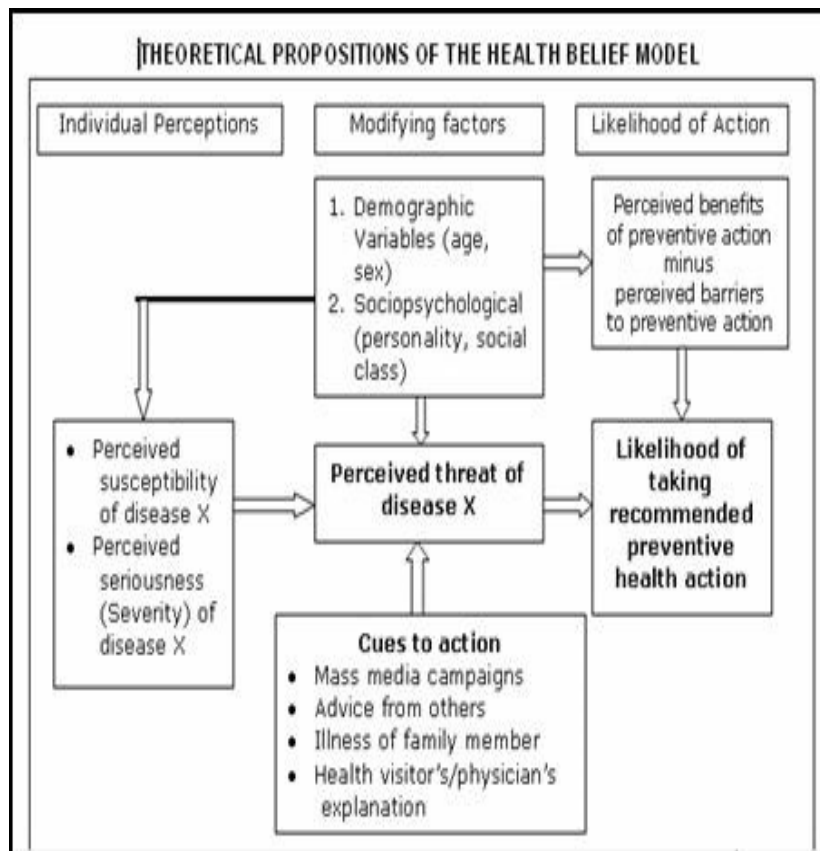 THEORETICAL PROPOSITIONS OF THE HEALTH BELIEF MODEL
Individual Perceptions
Modifying factors
Likelihood of Action
1. Demographic
Variables (age,
sex)
2. Sociopsychological
(personality, social
class)
Perceived benefits
of preventive action
minus
perceived barriers
to preventive action
• Perceived
susceptibility
of disease X
• Perceived
seriousness
(Severity) of
disease X
Perceived threat of
disease X
Likelihood of
taking
recommended
preventive
health action
Cues to action
• Mass media campaigns
• Advice from others
• Illness of family member
• Health visitor's/physician's
explanation